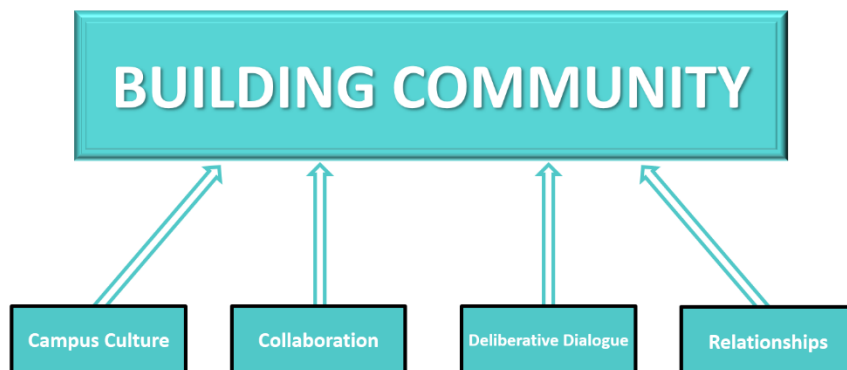 BUILDING COMMUNITY
Campus Culture
Collaboration
Deliberative Dialogue
Relationships